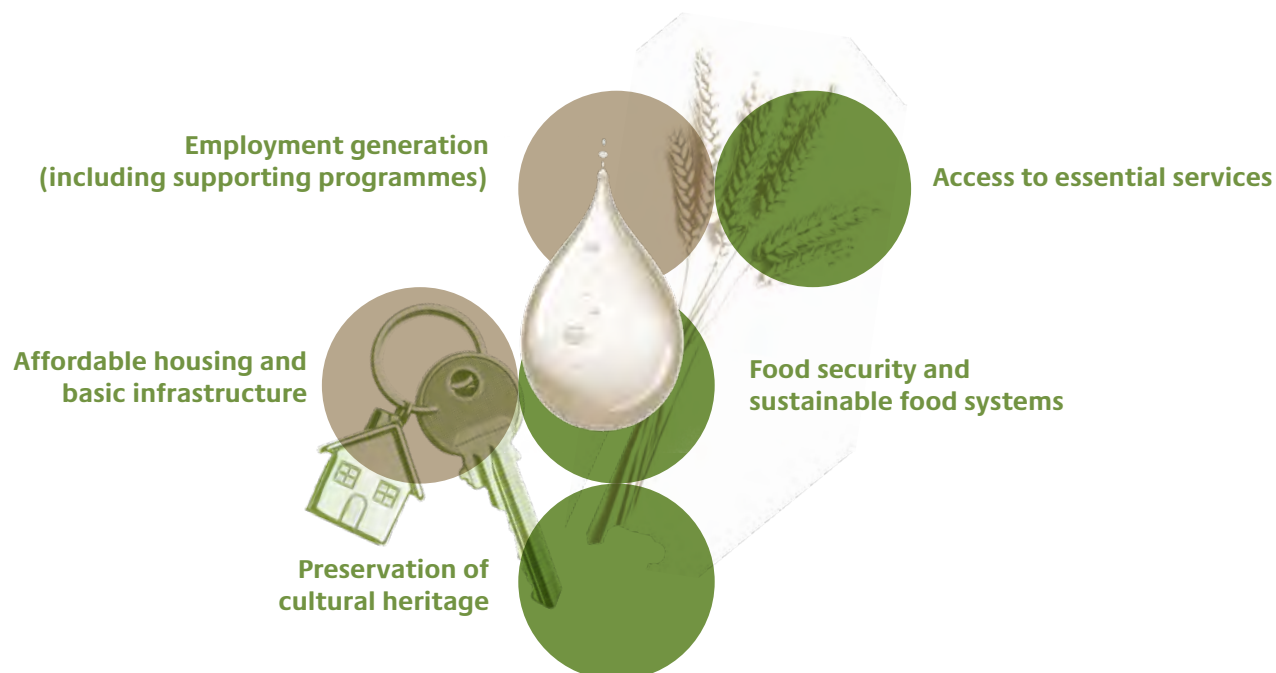 Employment generation
(including supporting programmes)
Access to essential services
Affordable housing and
basic infrastructure
Food security and
sustainable food systems
Preservation of
cultural heritage